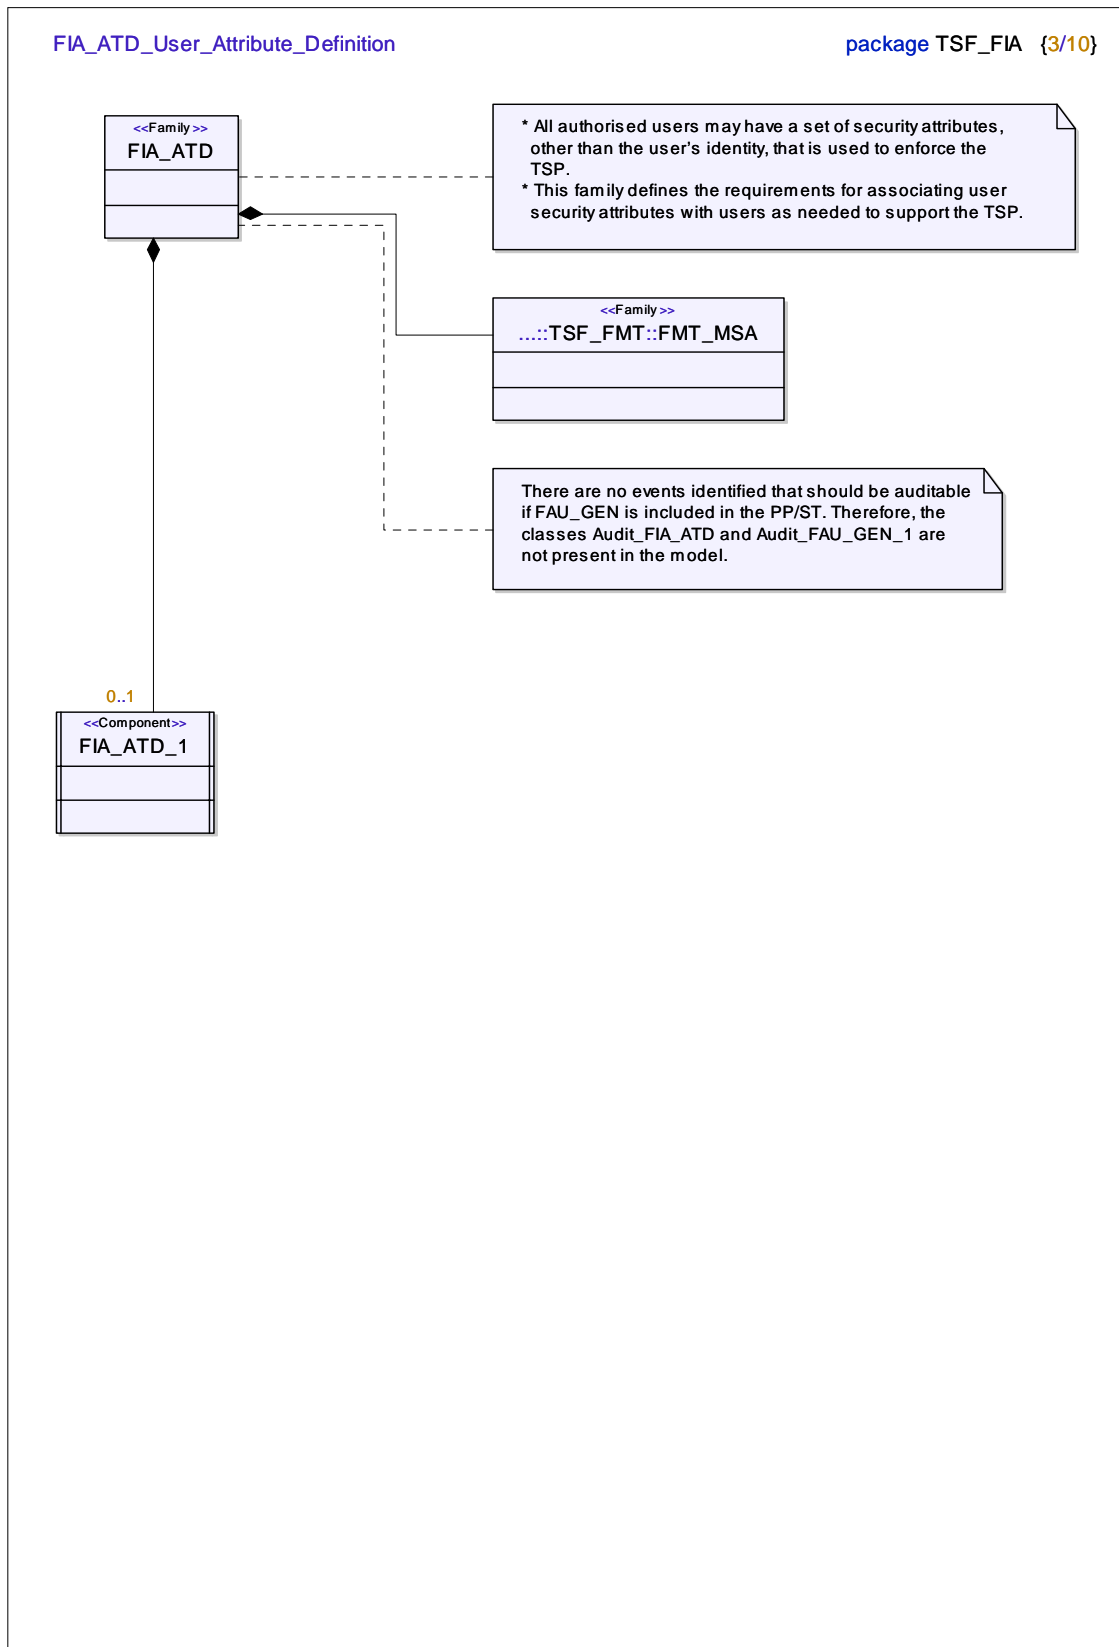 FIA_ATD_User_Attribute_Definition
package TSF_FIA {3/10}
<<Family>>
FIA_ATD
* All authorised users may have a set of security attributes,
other than the user's identity, that is used to enforce the
TSP.
* This family defines the requirements for associating user
security attributes with users as needed to support the TSP.
<<Family>>
...::TSF_FMT::FMT_MSA
There are no events identified that should be auditable
if FAU_GEN is included in the PP/ST. Therefore, the
classes Audit_FIA_ATD and Audit_FAU_GEN_1 are
not present in the model.
0..1
<<Component>>
FIA_ATD_1